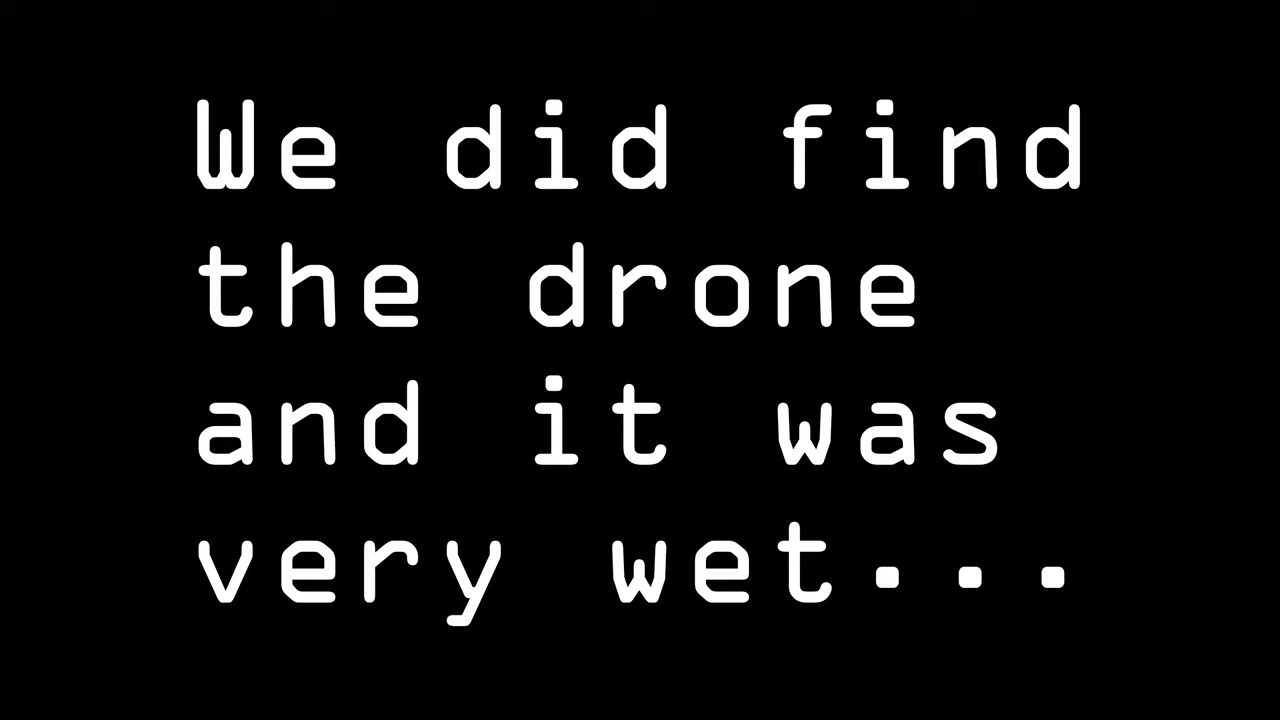 We did find
the drone
and it was
very wet...